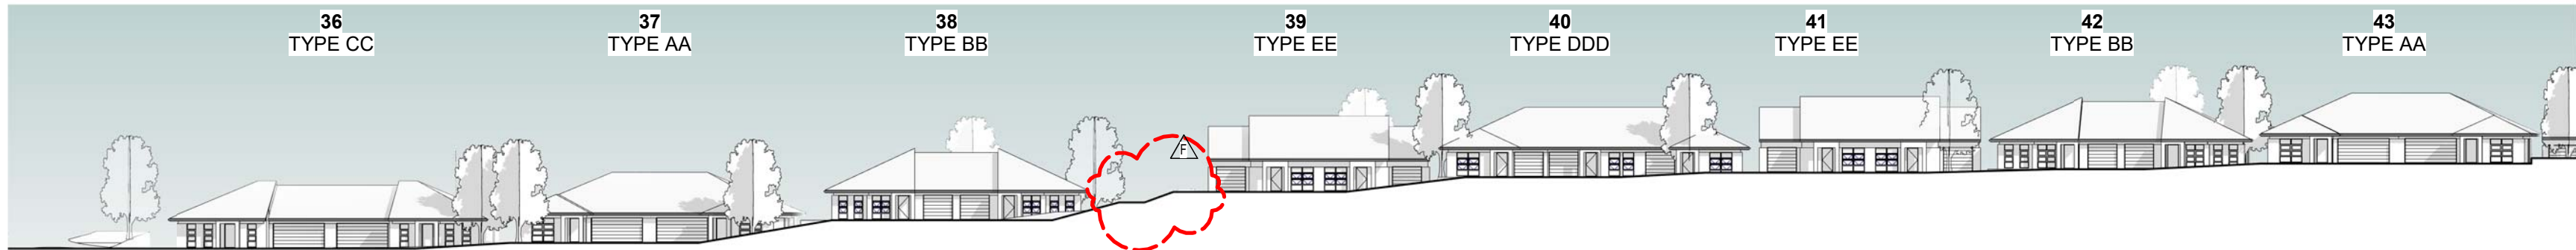 36
TYPE CC
37
TYPE AA
38
TYPE BB
39
TYPE EE
40
TYPE DDD
41
TYPE EE
42
TYPE BB
43
TYPE AA
F